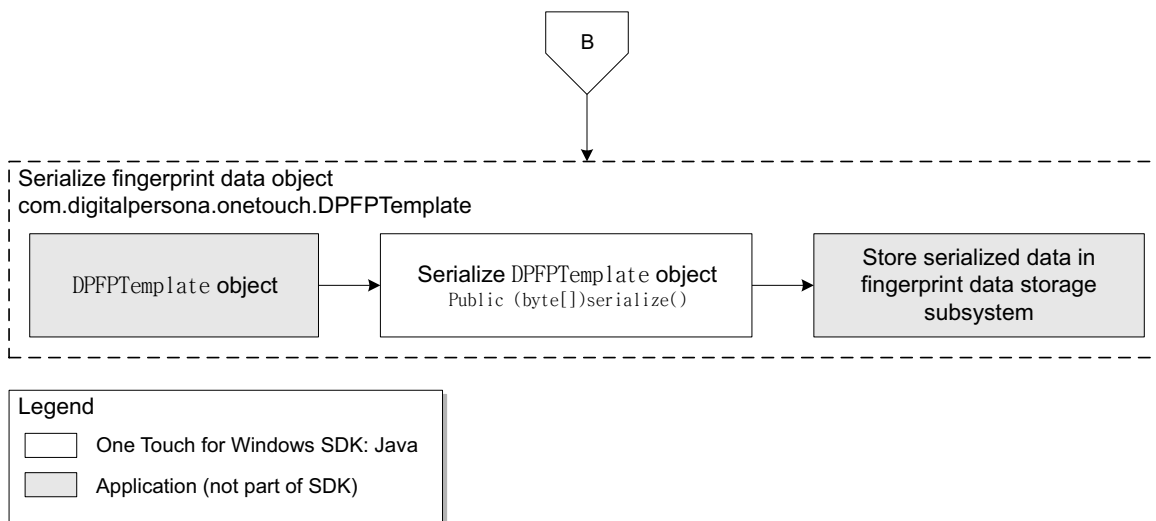 B
Serialize fingerprint data object
com.digitalpersona.onetouch.DPFPTemplate
DPFPTemplate object
Serialize DPFPTemplate object
Public (byte[])serialize()
Store serialized data in
fingerprint data storage
subsystem
Legend
One Touch for Windows SDK: Java
Application (not part of SDK)